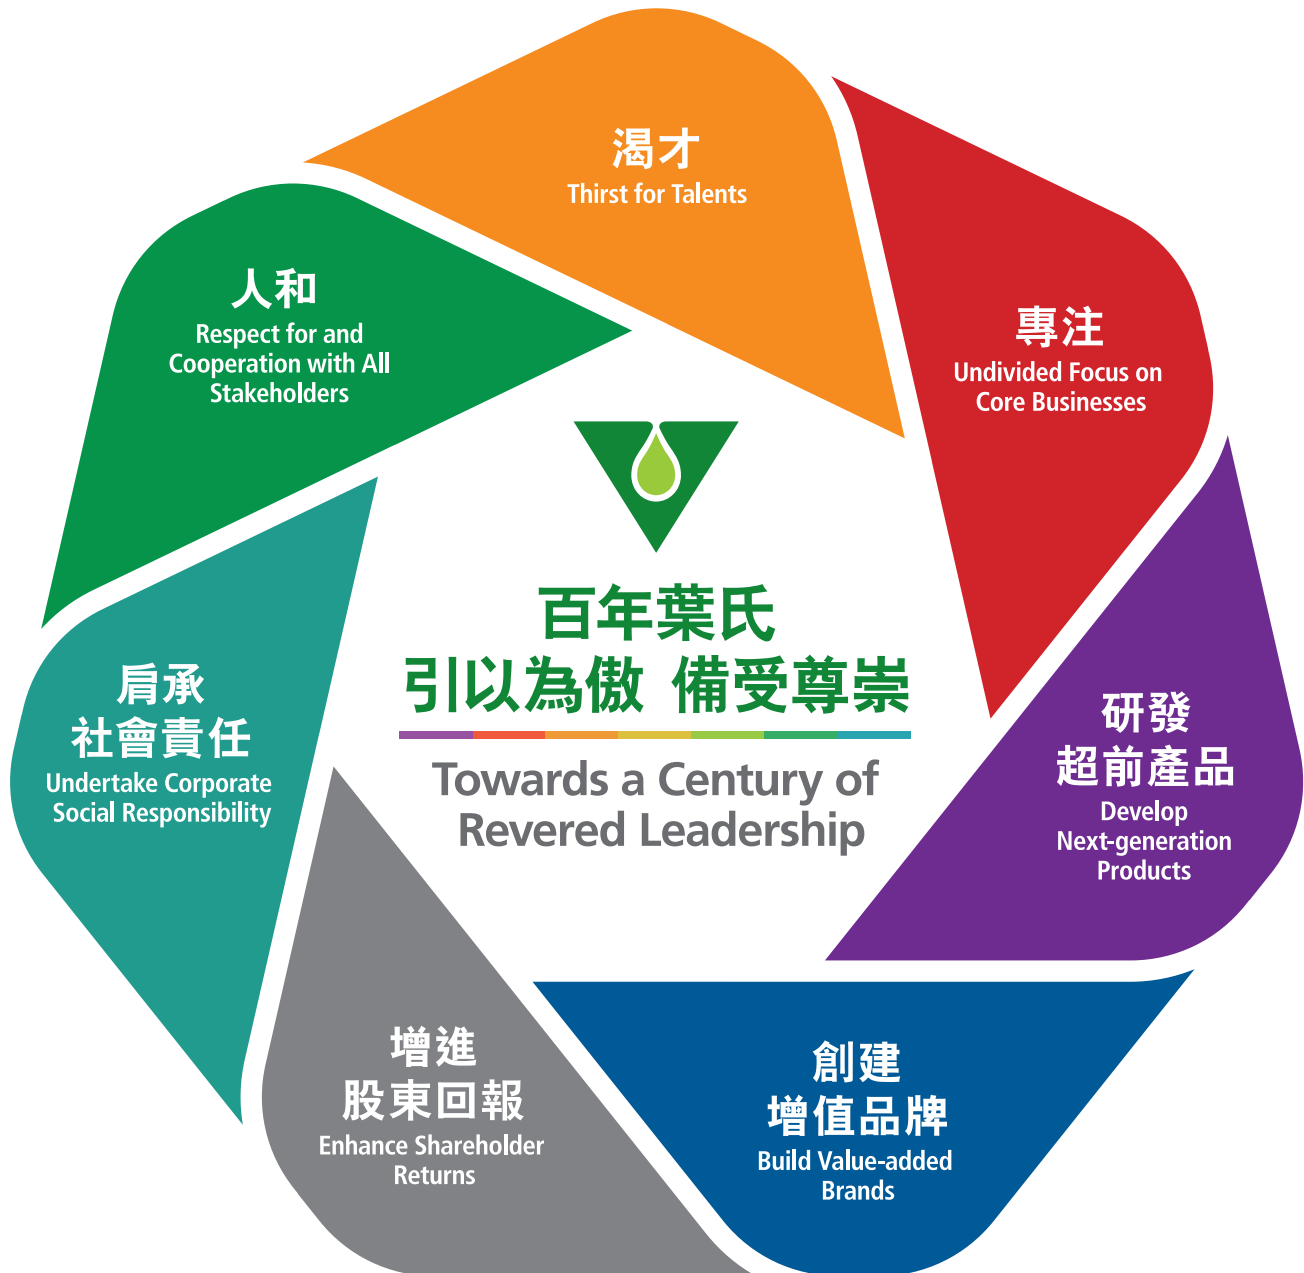 渴才
Thirst for Talents
專注
Undivided Focus on
Core Businesses
研發
超前產品
Develop
Next-generation
Products
創建
增值品牌
Build Value-added
Brands
增進
股東回報
Enhance Shareholder
Returns
肩承
社會責任
Undertake Corporate
Social Responsibility
人和
Respect for and
Cooperation with All
Stakeholders
百年葉氏
引以為傲 備受尊崇
Towards a Century of
Revered Leadership